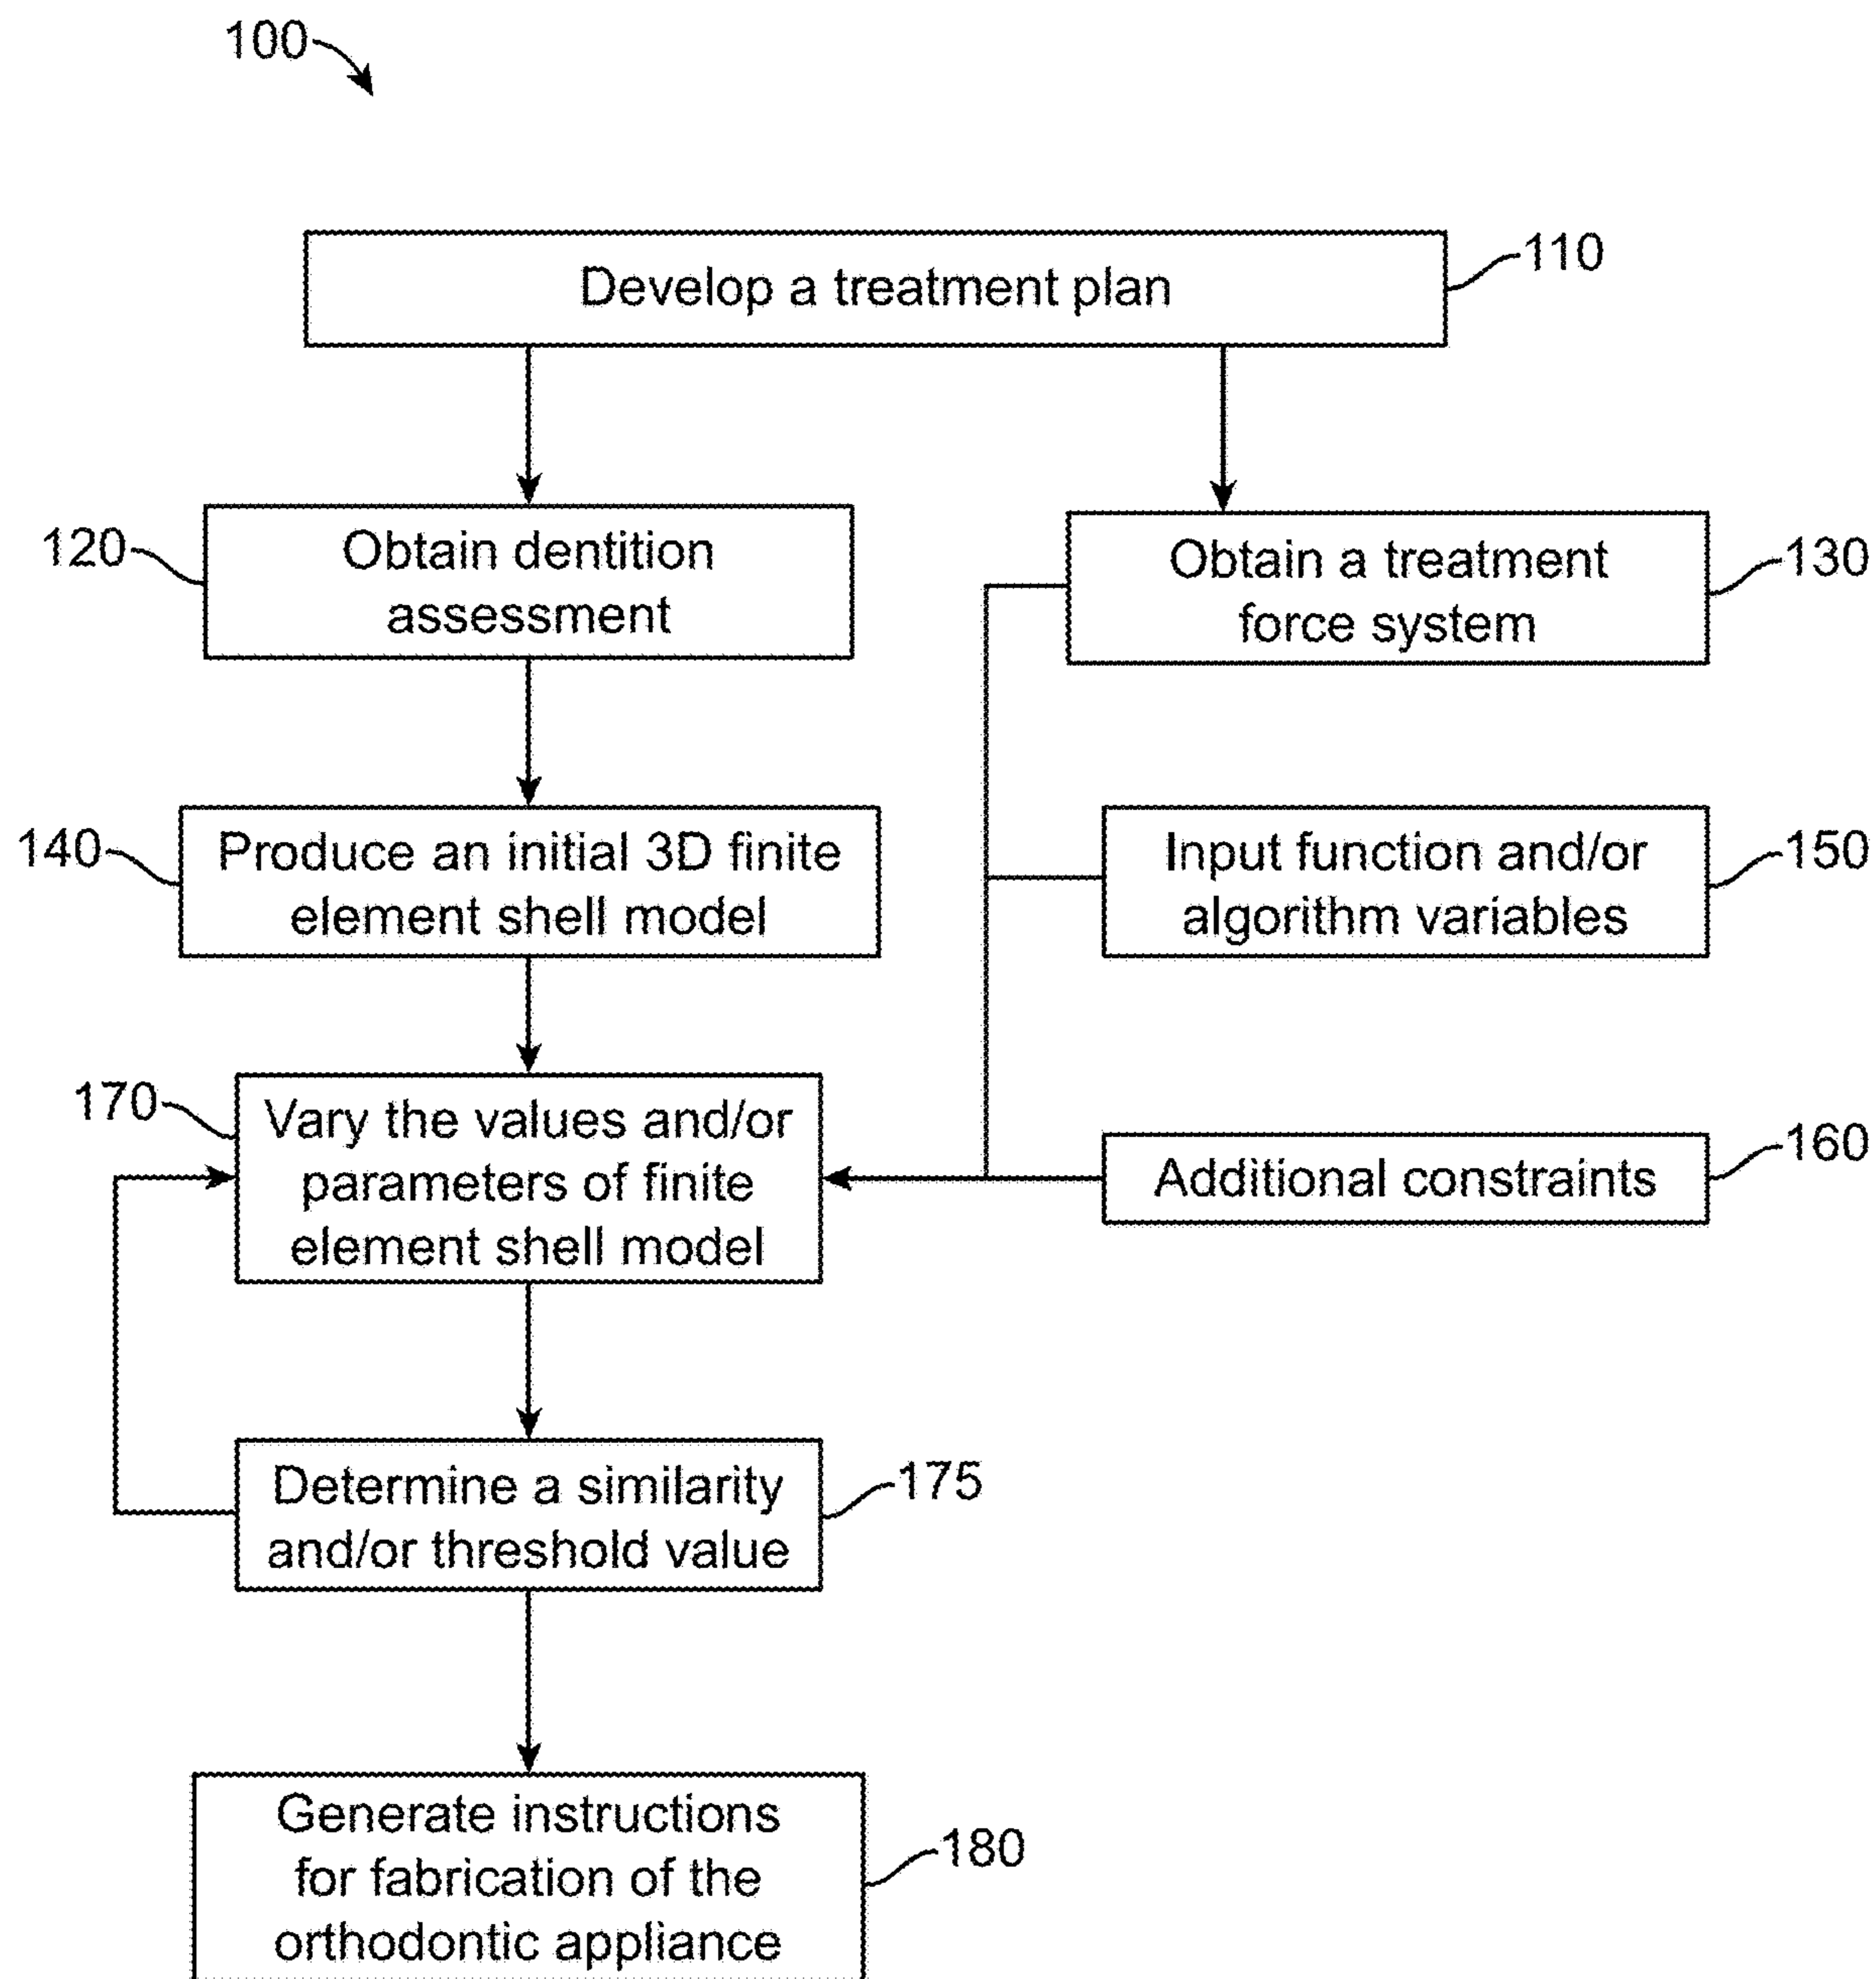 100
Develop a treatment plan
110
120
Obtain dentition
assessment
Obtain a treatment
force system
130
140
Produce an initial 3D finite
element shell model
Input function and/or
algorithm variables
150
170
Vary the values and/or
parameters of finite
element shell model
Additional constraints
160
Determine a similarity
and/or threshold value
175
Generate instructions
for fabrication of the
orthodontic appliance
180